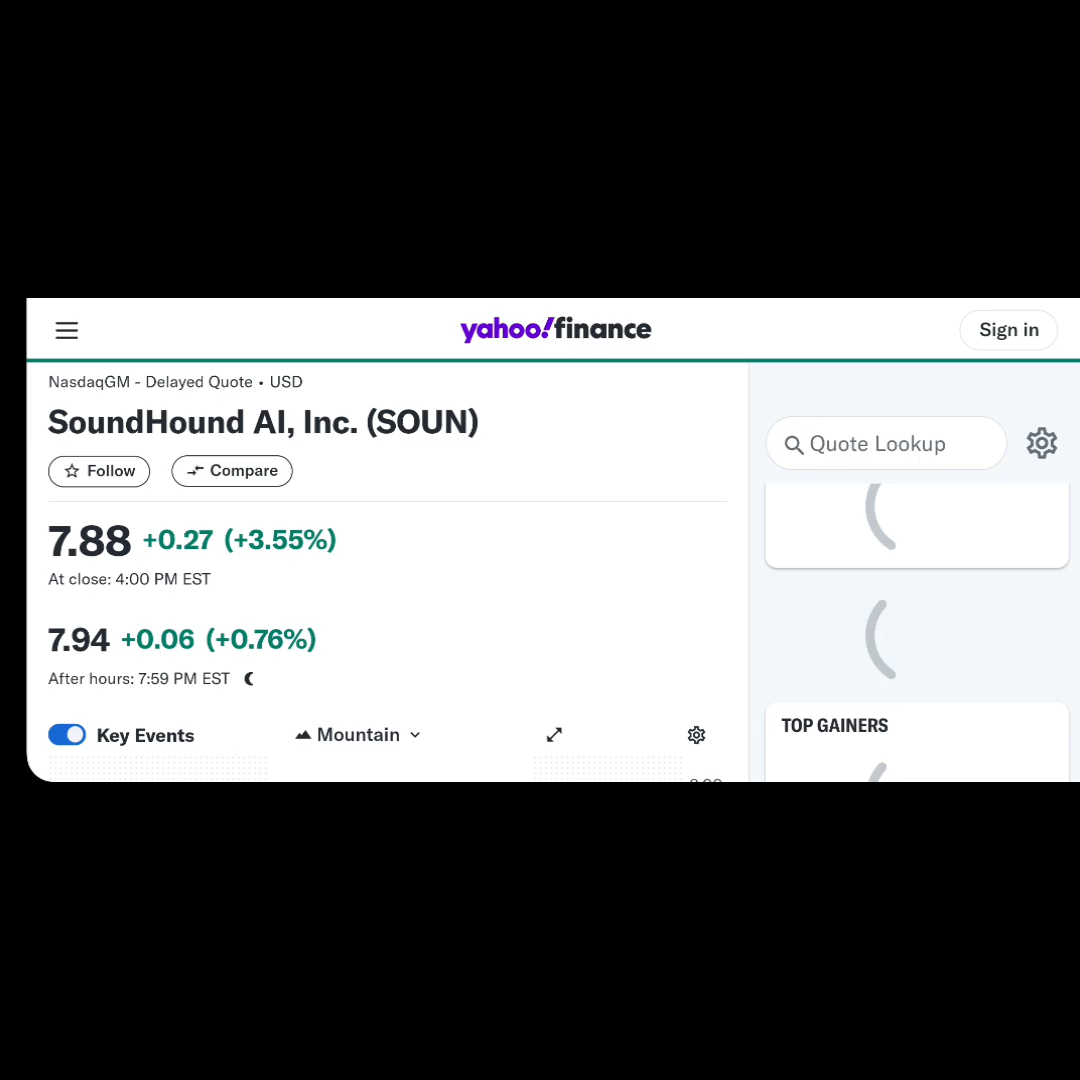 yahoo!finance
Sign in
NasdaqGM - Delayed Quote • USD
SoundHound AI, Inc. (SOUN)
Follow
Compare
Quote Lookup
7.88 +0.27 (+3.55%)
At close: 4:00 PM EST
7.94 +0.06 (+0.76%)
After hours: 7:59 PM EST
TOP GAINERS
Key Events
Mountain